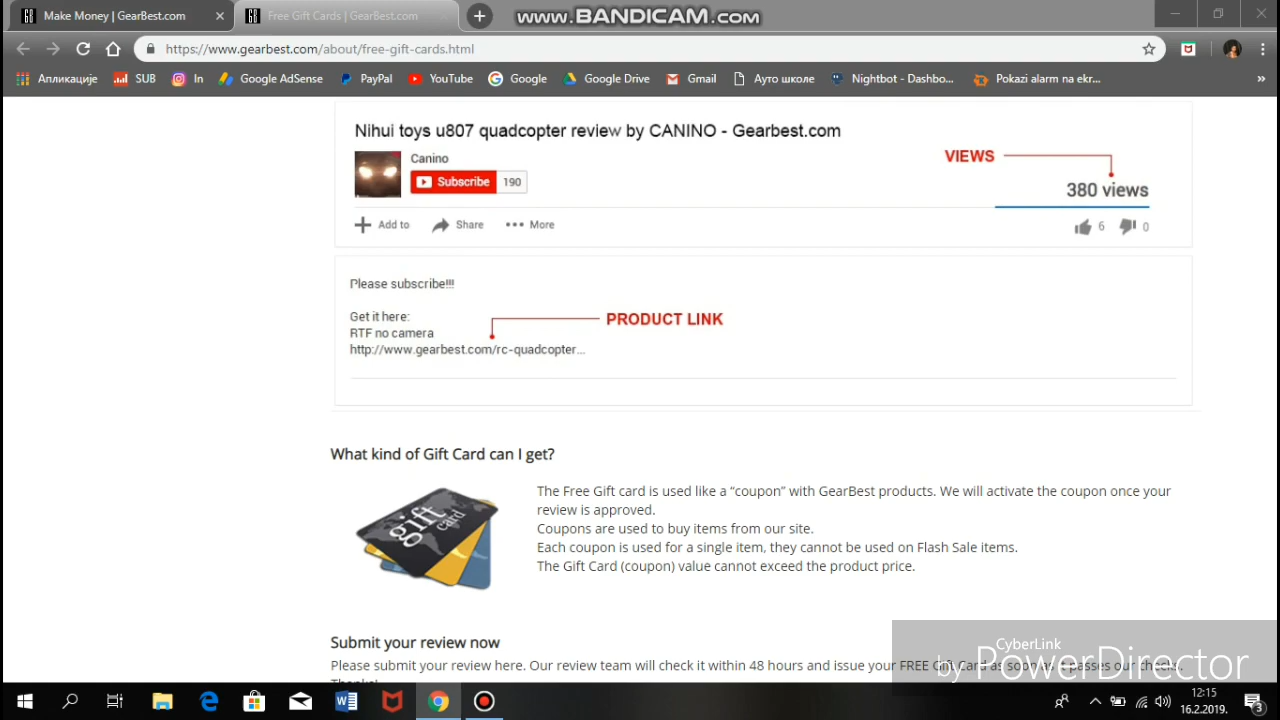 Make Money | GearBest.com
Free Gift Cards | GearBest.com
www.BANDICAM.com
https://www.gearbest.com/about/free-gift-cards.html
Апликације
SUB
In
Google AdSense
PayPal
YouTube
Google
Google Drive
Gmail
Ауто школе
Nightbot - Dashbo...
Pokazi alarm na ekr...
»
Nihui toys u807 quadcopter review by CANINO - Gearbest.com
Canino
Subscribe 190
VIEWS
380 views
Add to
Share
More
6
0
Please subscribe!!!
Get it here:
RTF no camera
http://www.gearbest.com/rc-quadcopter...
PRODUCT LINK
What kind of Gift Card can I get?
gift
card
The Free Gift card is used like a “coupon” with GearBest products. We will activate the coupon once your
review is approved.
Coupons are used to buy items from our site.
Each coupon is used for a single item, they cannot be used on Flash Sale items.
The Gift Card (coupon) value cannot exceed the product price.
Submit your review now
Please submit your review here. Our review team will check it within 48 hours and issue your FREE Gift Card as soon as it passes our checks.
Thanks!
CyberLink
by PowerDirector
12:15
16.2.2019.
3